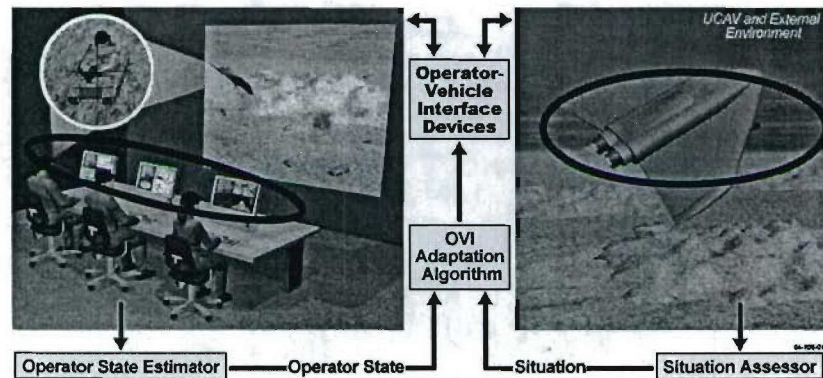 UCAV and External
Environment
Operator-
Vehicle
Interface
Devices
OVI
Adaptation
Algorithm
Operator State Estimator
Operator State
Situation
Situation Assessor